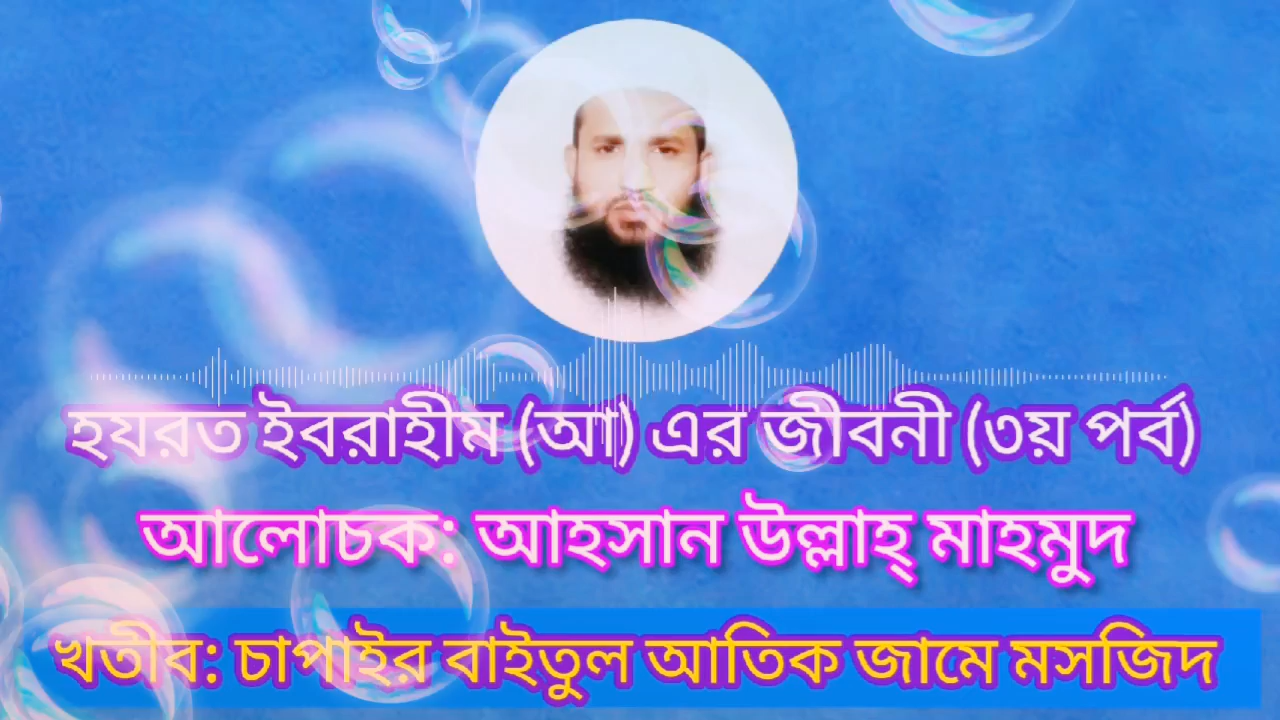 হযরত ইবরাহীম (আ) এর জীবনী (৩য় পর্ব)
আলোচক: আহসান উল্লাহ্ মাহমুদ
খতীব: চাপাইর বাইতুল আতিক জামে মসজিদ